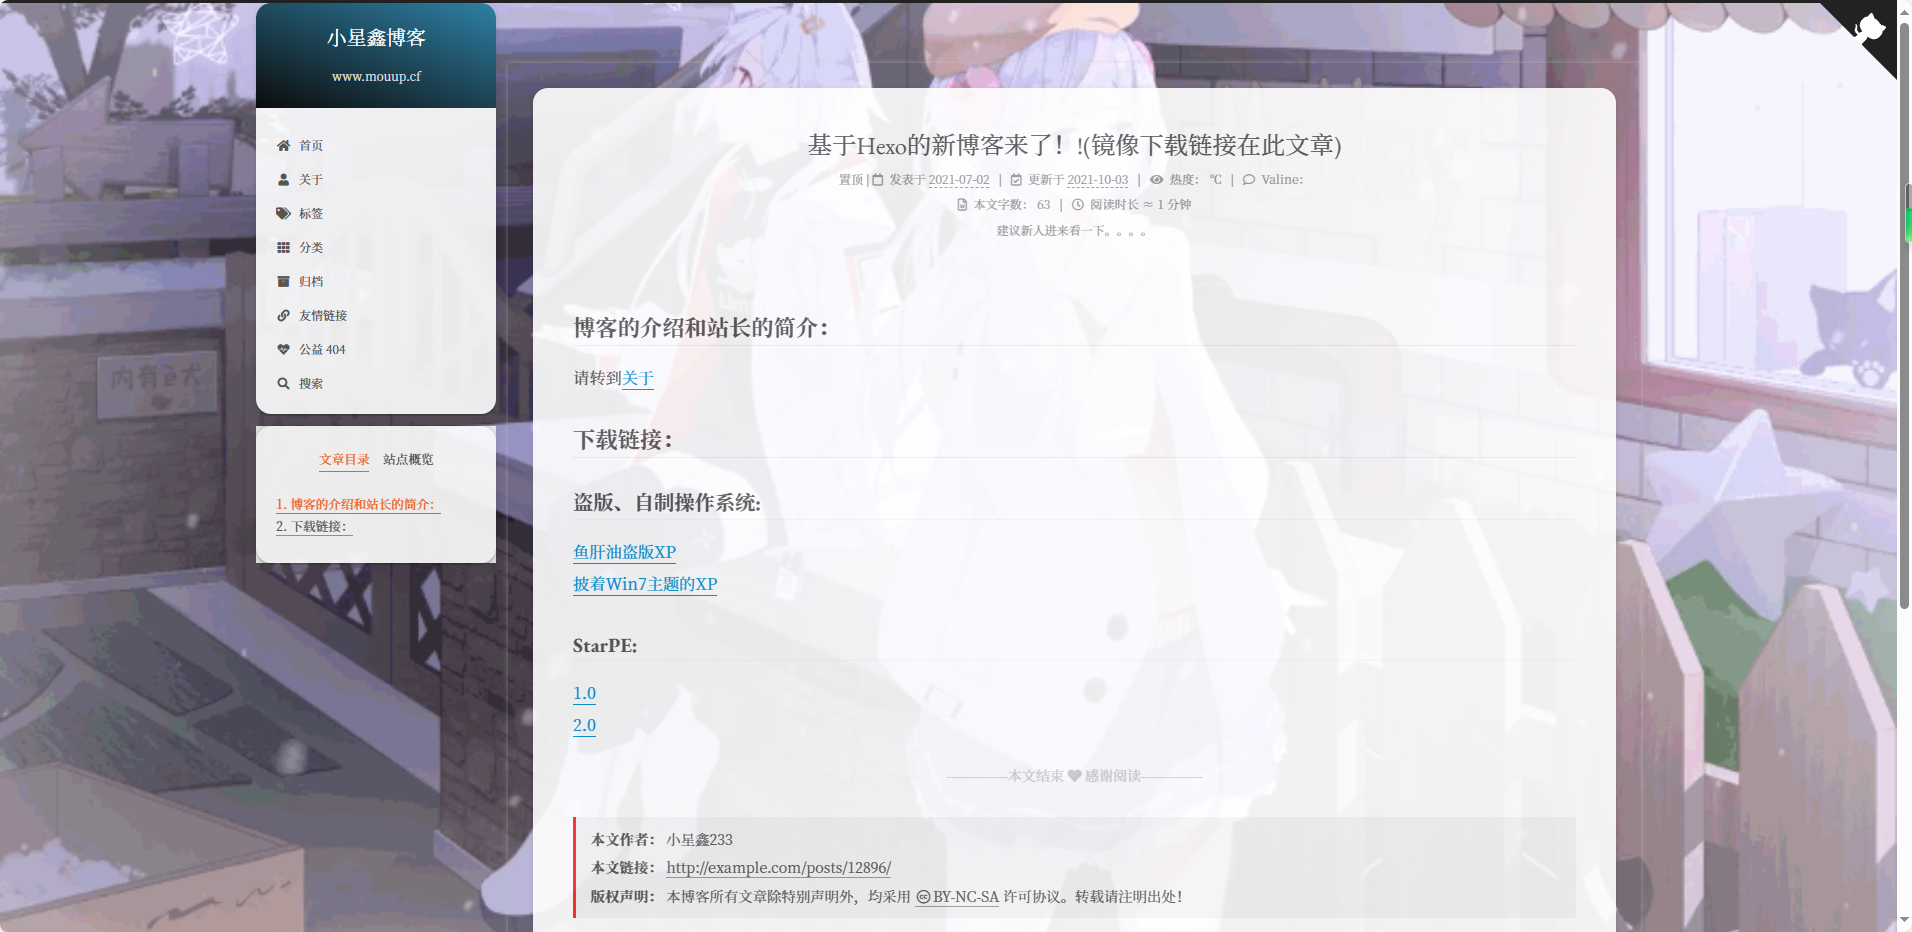 小星鑫博客
www.mouup.cf
首页
关于
标签
分类
归档
友情链接
公益 404
搜索
文章目录 站点概览
1. 博客的介绍和站长的简介：
2. 下载链接：
基于Hexo的新博客来了！!(镜像下载链接在此文章)
置顶 | 发表于 2021-07-02 | 更新于 2021-10-03 | 热度： ℃ | Valine：
本文字数： 63 | 阅读时长 ≈ 1 分钟
建议新人进来看一下。。。。
博客的介绍和站长的简介：
请转到关于
下载链接：
盗版、自制操作系统:
鱼肝油盗版XP
披着Win7主题的XP
StarPE:
1.0
2.0
-------------本文结束 感谢阅读-------------
本文作者： 小星鑫233
本文链接： http://example.com/posts/12896/
版权声明： 本博客所有文章除特别声明外，均采用 BY-NC-SA 许可协议。转载请注明出处！
内有巨犬